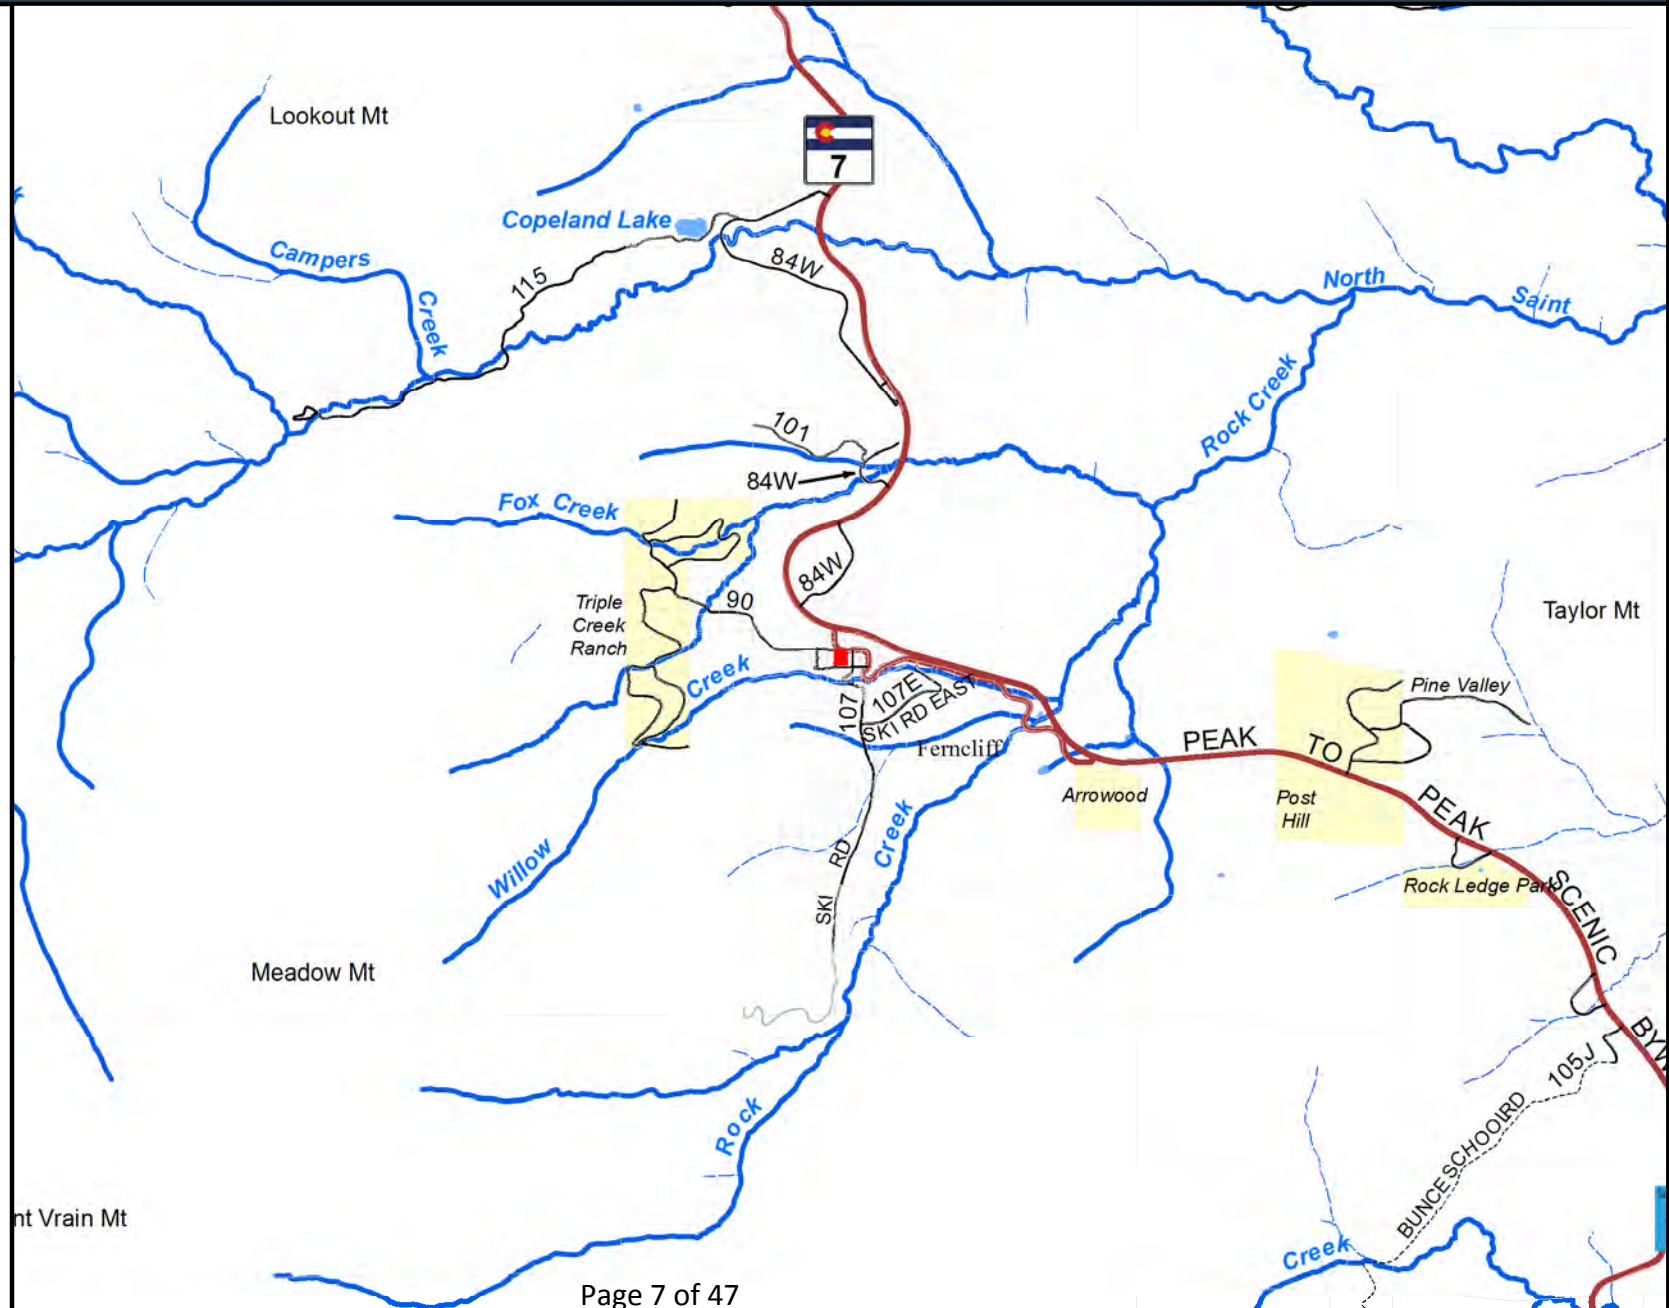 Lookout Mt
7
Copeland Lake
Campers
Creek
115
84W
North
Saint
Rock Creek
101
84W
Fox Creek
84W
90
Triple
Creek
Ranch
Taylor Mt
Creek
107
107E
SKI RD EAST
Ferncliff
Pine Valley
PEAK
TO
PEAK
SCENIC
Arrowood
Post
Hill
Rock Ledge Park
Willow
Creek
SKI RD
Meadow Mt
105J
BUNCE SCHOOL RD
Rock
nt Vrain Mt
Creek
Page 7 of 47